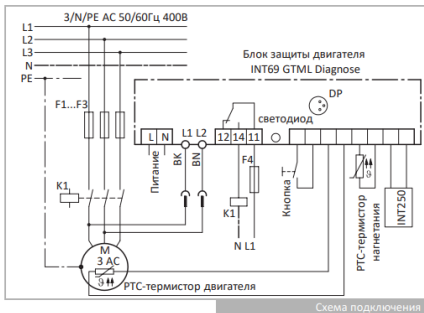 3/N/PE AC 50/60Гц 400В
L1
L2
L3
N
PE
Блок защиты двигателя
INT69 GTML Diagnose
F1...F3
DP
светодиод
L N L1 L2 12 14 11
Питание
BK
BN
F4
Кнопка
PTC-термистор
нагнетания
INT250
K1
K1
N L1
M
3 AC
PTC-термистор двигателя
Схема подключения